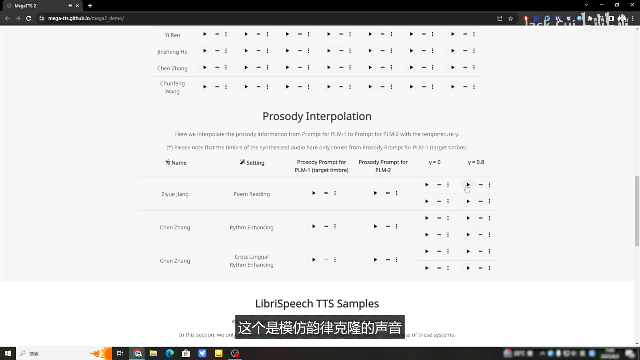 MegaTTS 2
mega-tts.github.io/mega2_demo/
Yi Ren
Jinzheng He
Chen Zhang
Chunfeng
Wang
Prosody Interpolation
Here we interpolate the prosody information from Prompt for PLM-1 to Prompt for PLM-2 with the temperature γ.
(*) Please note that the timbre of the synthesized audio here only comes from Prosody Prompt for PLM-1 (target timbre).
Name
Setting
Prosody Prompt for
PLM-1 (target timbre)
Prosody Prompt for
PLM-2
γ = 0
γ = 0.8
Ziyue Jiang
Poem Reading
Chen Zhang
Rythm Enhancing
Chen Zhang
Cross-Lingual
Rythm Enhancing
LibriSpeech TTS Samples
In this section, we only
of these systems.
这个是模仿韵律克隆的声音
搜索